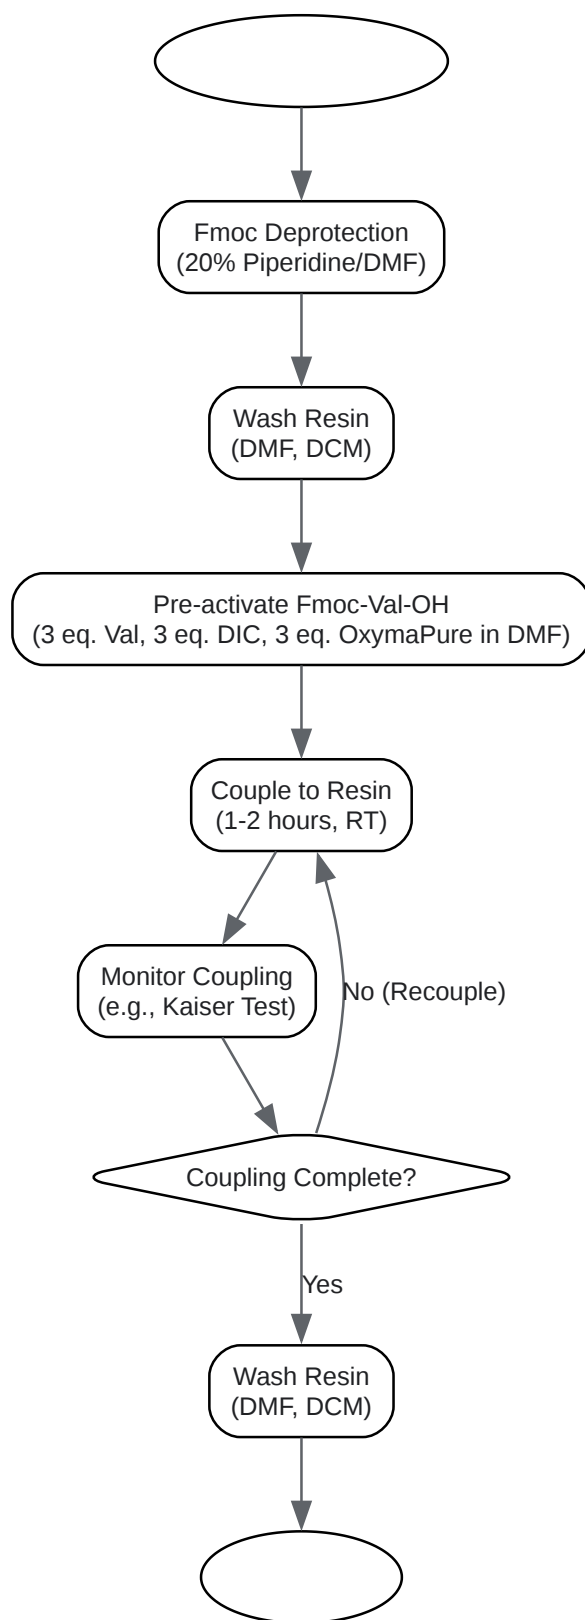 Fmoc Deprotection
(20% Piperidine/DMF)
Wash Resin
(DMF, DCM)
Pre-activate Fmoc-Val-OH
(3 eq. Val, 3 eq. DIC, 3 eq. OxymaPure in DMF)
Couple to Resin
(1-2 hours, RT)
Monitor Coupling
(e.g., Kaiser Test)
No (Recouple)
Coupling Complete?
Yes
Wash Resin
(DMF, DCM)